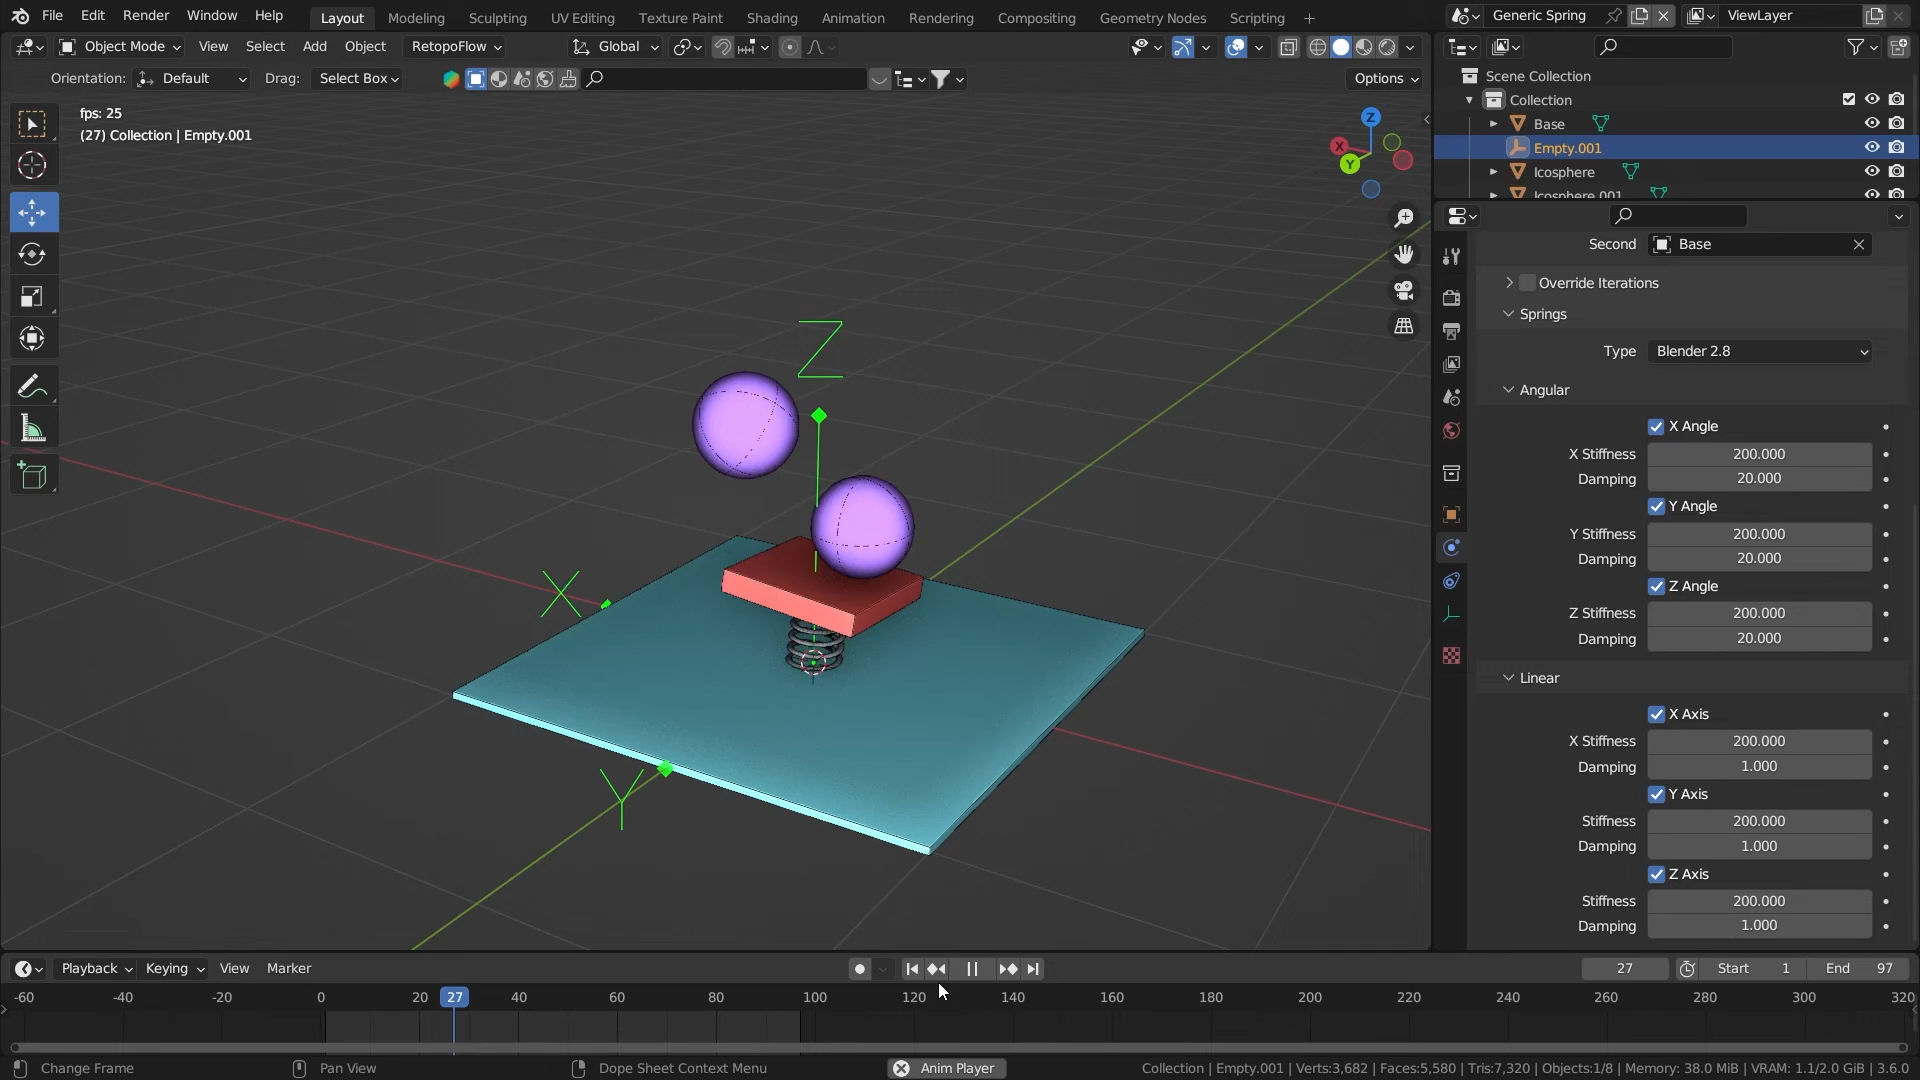 File Edit Render Window Help Layout Modeling Sculpting UV Editing Texture Paint Shading Animation Rendering Compositing Geometry Nodes Scripting + Generic Spring ViewLayer
Object Mode View Select Add Object RetopoFlow Global
Orientation: Default Drag: Select Box Options
fps: 25
(27) Collection | Empty.001
Z
X
Y
Z
X
Y
Scene Collection
Collection
Base
Empty.001
Icosphere
Icosphere.001
Second Base
Override Iterations
Springs
Type Blender 2.8
Angular
X Angle
X Stiffness 200.000
Damping 20.000
Y Angle
Y Stiffness 200.000
Damping 20.000
Z Angle
Z Stiffness 200.000
Damping 20.000
Linear
X Axis
X Stiffness 200.000
Damping 1.000
Y Axis
Stiffness 200.000
Damping 1.000
Z Axis
Stiffness 200.000
Damping 1.000
Playback Keying View Marker 27 Start 1 End 97
-60 -40 -20 0 20 27 40 60 80 100 120 140 160 180 200 220 240 260 280 300 320
Change Frame Pan View Dope Sheet Context Menu Anim Player Collection | Empty.001 | Verts:3,682 | Faces:5,580 | Tris:7,320 | Objects:1/8 | Memory: 38.0 MiB | VRAM: 1.1/2.0 GiB | 3.6.0